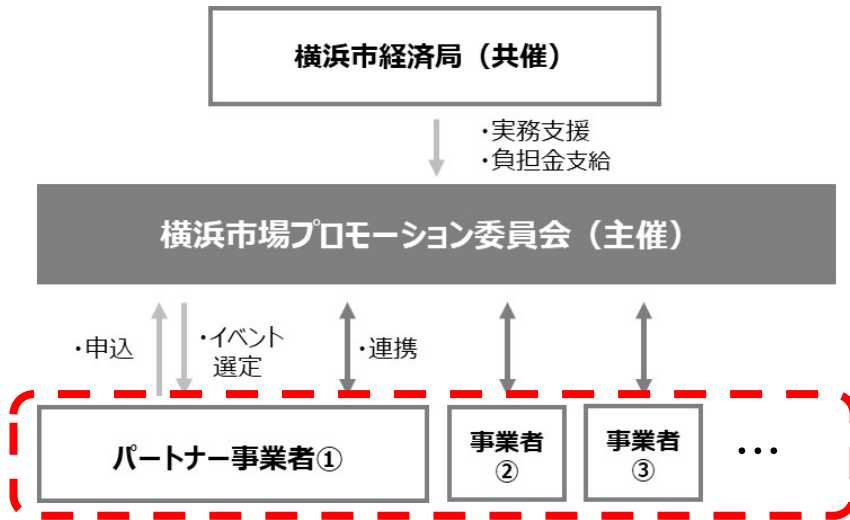 横浜市経済局（共催）
・実務支援
・負担金支給
横浜市場プロモーション委員会（主催）
・申込
・イベント
選定
・連携
パートナー事業者①
事業者
②
事業者
③
・・・